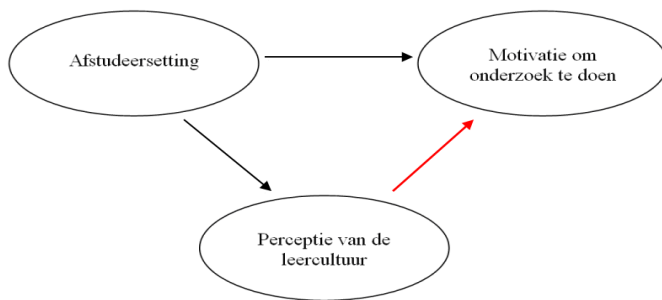 Afstudeersetting
Motivatie om
onderzoek te doen
Perceptie van de
leercultuur